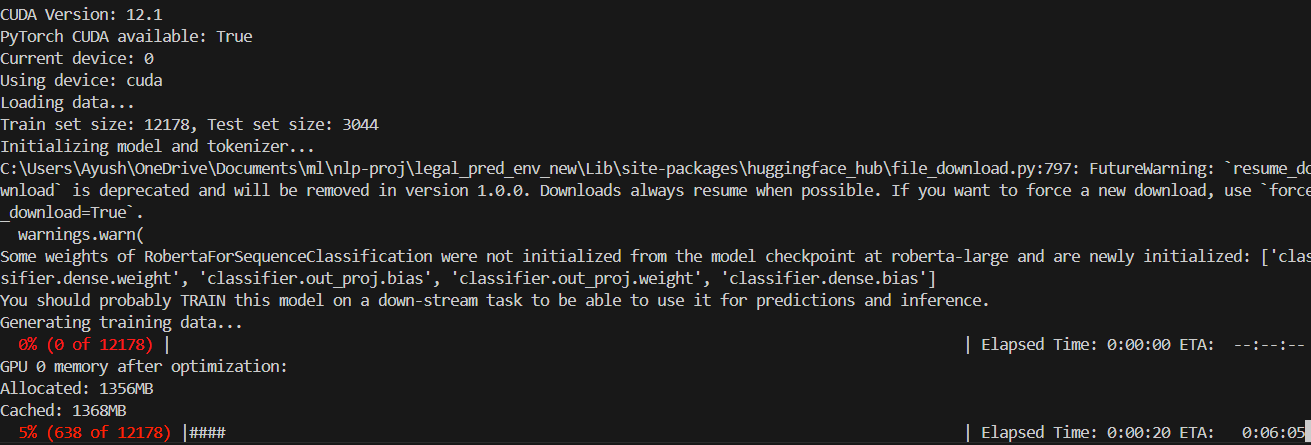 CUDA Version: 12.1
PyTorch CUDA available: True
Current device: 0
Using device: cuda
Loading data...
Train set size: 12178, Test set size: 3044
Initializing model and tokenizer...
C:\Users\Ayush\OneDrive\Documents\ml\nlp-proj\legal_pred_env_new\Lib\site-packages\huggingface_hub\file_download.py:797: FutureWarning: `resume_do
wnload` is deprecated and will be removed in version 1.0.0. Downloads always resume when possible. If you want to force a new download, use `force
_download=True`.
  warnings.warn(
Some weights of RobertaForSequenceClassification were not initialized from the model checkpoint at roberta-large and are newly initialized: ['clas
sifier.dense.weight', 'classifier.out_proj.bias', 'classifier.out_proj.weight', 'classifier.dense.bias']
You should probably TRAIN this model on a down-stream task to be able to use it for predictions and inference.
Generating training data...
  0% (0 of 12178) |                                                                          | Elapsed Time: 0:00:00 ETA:  --:--:--
GPU 0 memory after optimization:
Allocated: 1356MB
Cached: 1368MB
  5% (638 of 12178) |####                                                                    | Elapsed Time: 0:00:20 ETA:   0:06:05